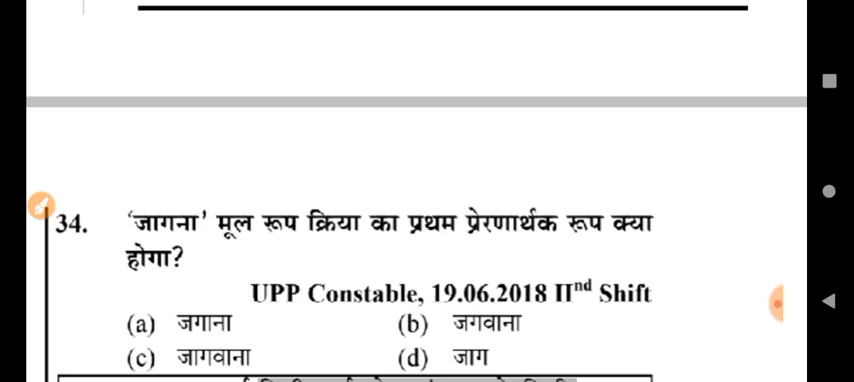 34. 'जागना' मूल रूप क्रिया का प्रथम प्रेरणार्थक रूप क्या
होगा?
UPP Constable, 19.06.2018 IInd Shift
(a) जगाना (b) जगवाना
(c) जागवाना (d) जाग